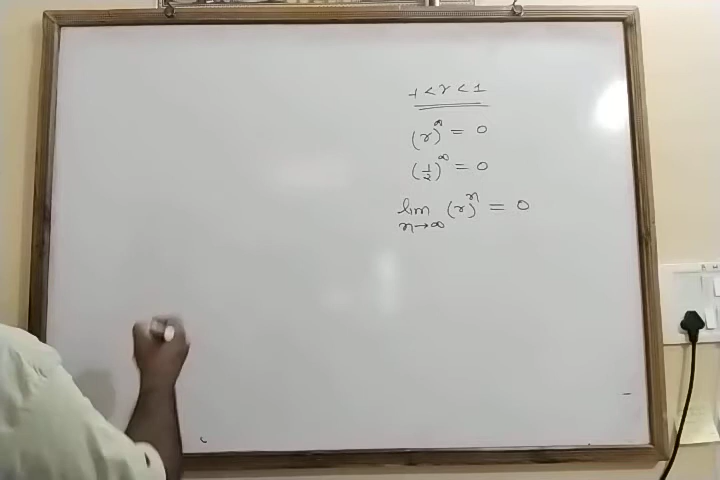 -1 < r < 1
(r)^∞ = 0
(1/2)^∞ = 0
lim n→∞ (r)^n = 0